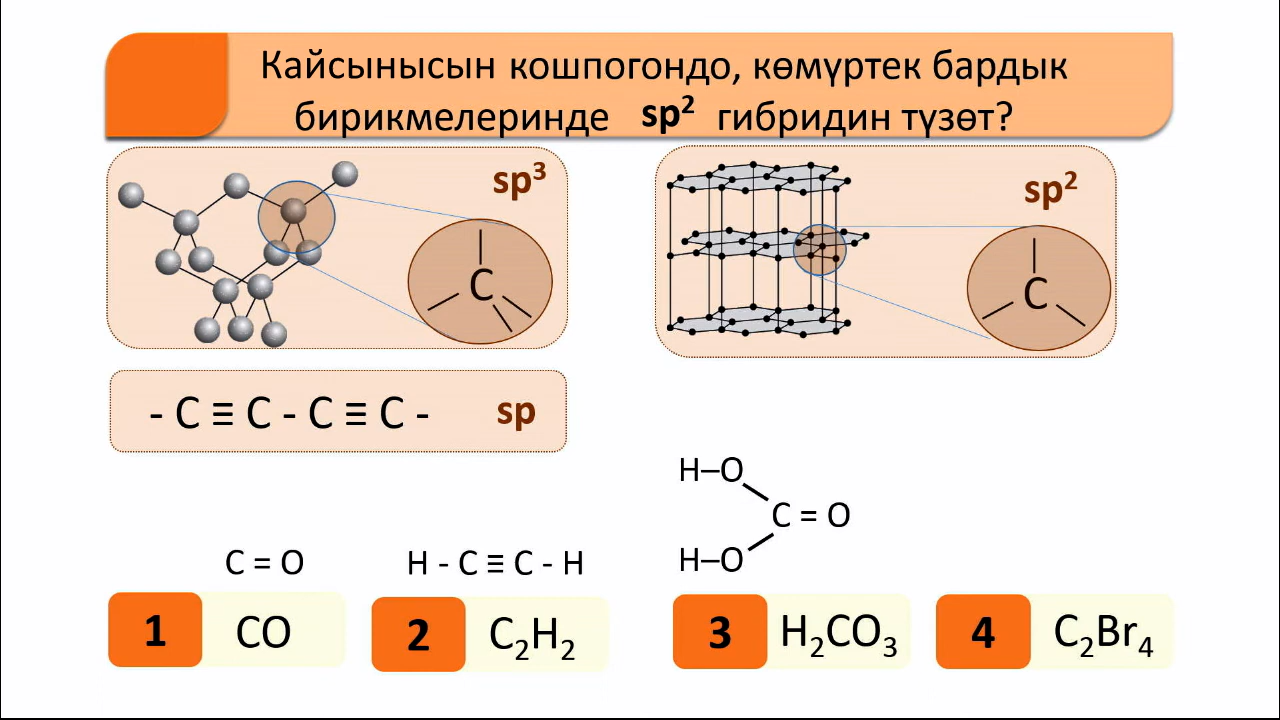 Кайсынысын кошпогондо, көмүртек бардык
бирикмелеринде sp² гибридин түзөт?
sp³
C
sp²
C
- C ≡ C - C ≡ C - sp
H–O
C = O
H–O
C = O
H - C ≡ C - H
1 CO
2 C₂H₂
3 H₂CO₃
4 C₂Br₄